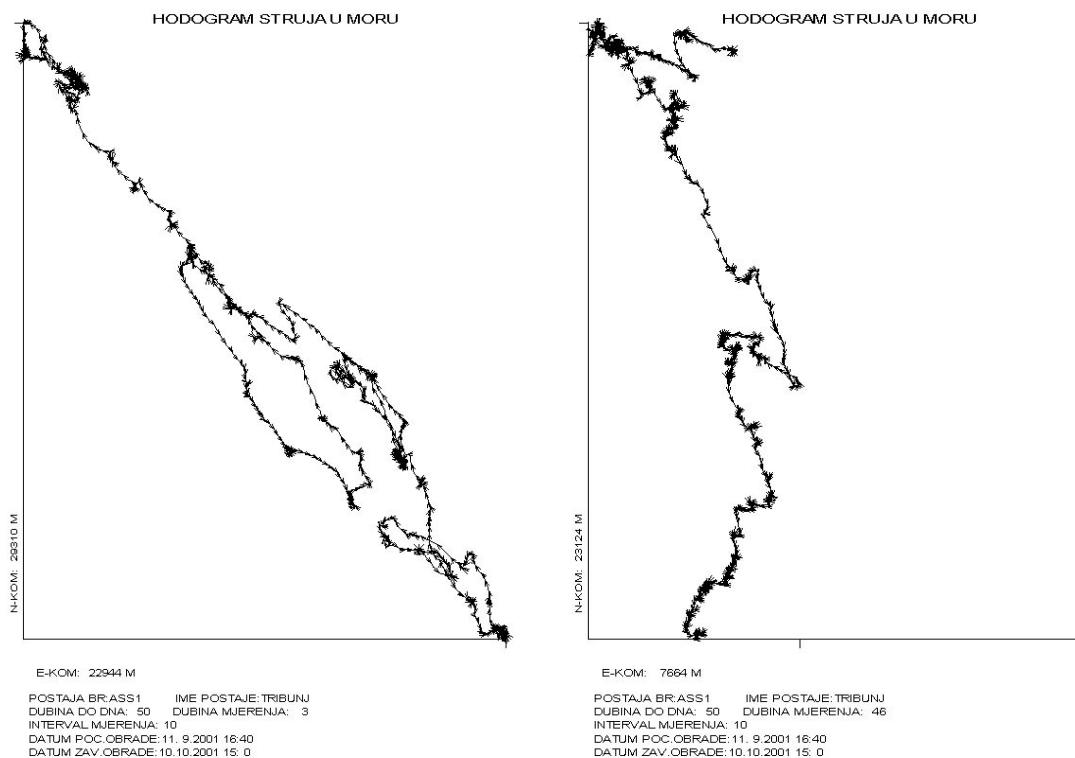 HODOGRAM STRUJA U MORU
N-KOM: 29310 M
E-KOM: 22944 M
POSTAJA BR:ASS1 IME POSTAJE:TRIBUNJ
DUBINA DO DNA: 50 DUBINA MJERENJA: 3
INTERVAL MJERENJA: 10
DATUM POC.OBRADE: 11. 9.2001 16:40
DATUM ZAV.OBRADE: 10.10.2001 15: 0
HODOGRAM STRUJA U MORU
N-KOM: 23124 M
E-KOM: 7664 M
POSTAJA BR:ASS1 IME POSTAJE:TRIBUNJ
DUBINA DO DNA: 50 DUBINA MJERENJA: 46
INTERVAL MJERENJA: 10
DATUM POC.OBRADE: 11. 9.2001 16:40
DATUM ZAV.OBRADE: 10.10.2001 15: 0